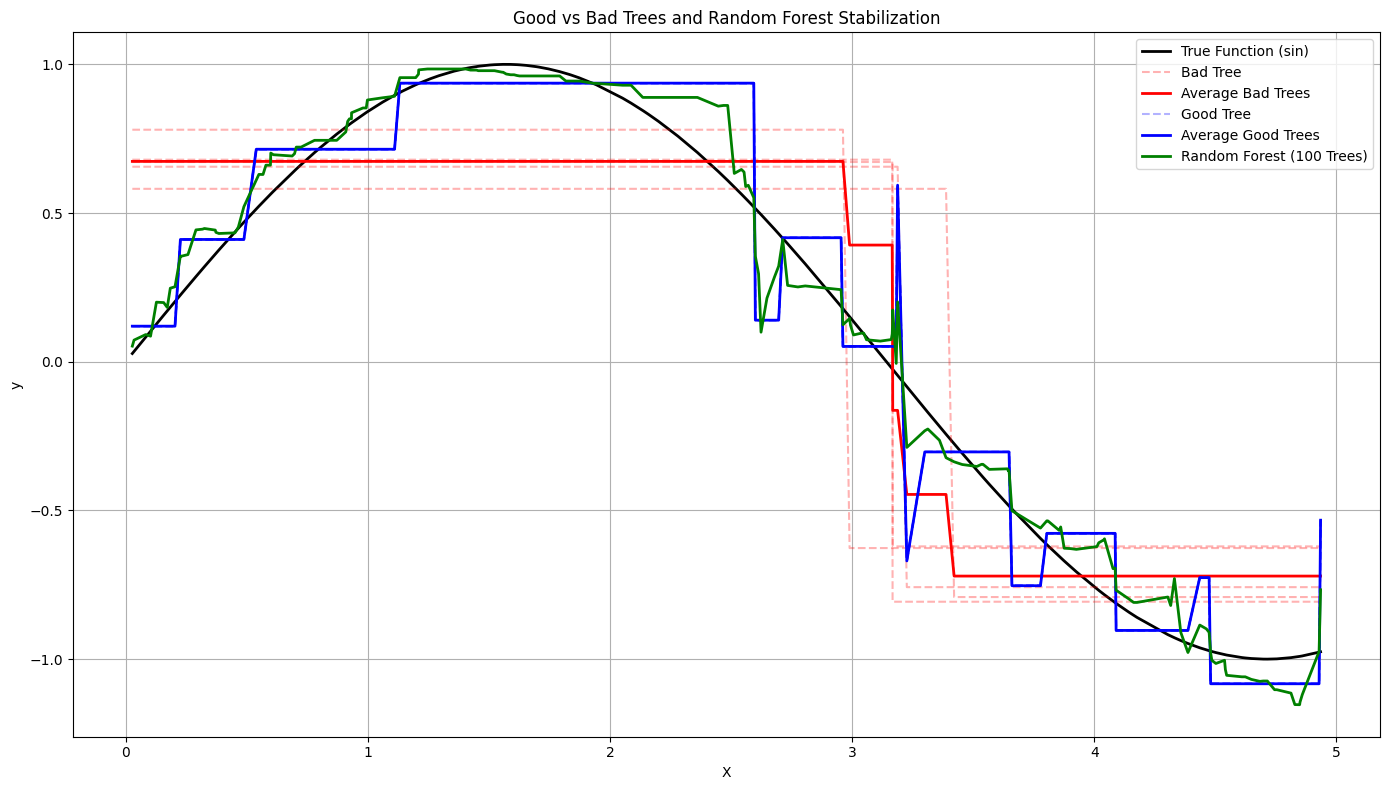 Good vs Bad Trees and Random Forest Stabilization
True Function (sin)
Bad Tree
Average Bad Trees
Good Tree
Average Good Trees
Random Forest (100 Trees)
1.0
0.5
0.0
−0.5
−1.0
y
0 1 2 3 4 5
X